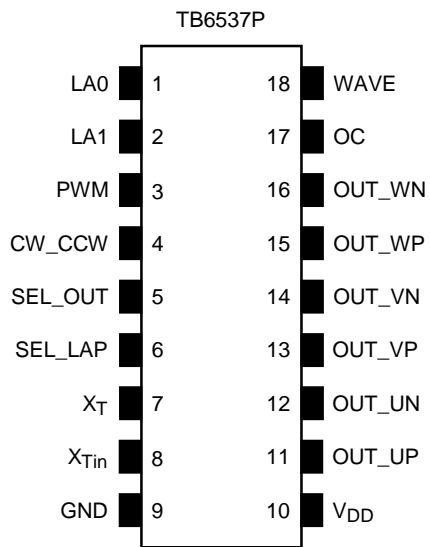 TB6537P
LA0 1 18 WAVE
LA1 2 17 OC
PWM 3 16 OUT_WN
CW_CCW 4 15 OUT_WP
SEL_OUT 5 14 OUT_VN
SEL_LAP 6 13 OUT_VP
XT 7 12 OUT_UN
XTin 8 11 OUT_UP
GND 9 10 VDD